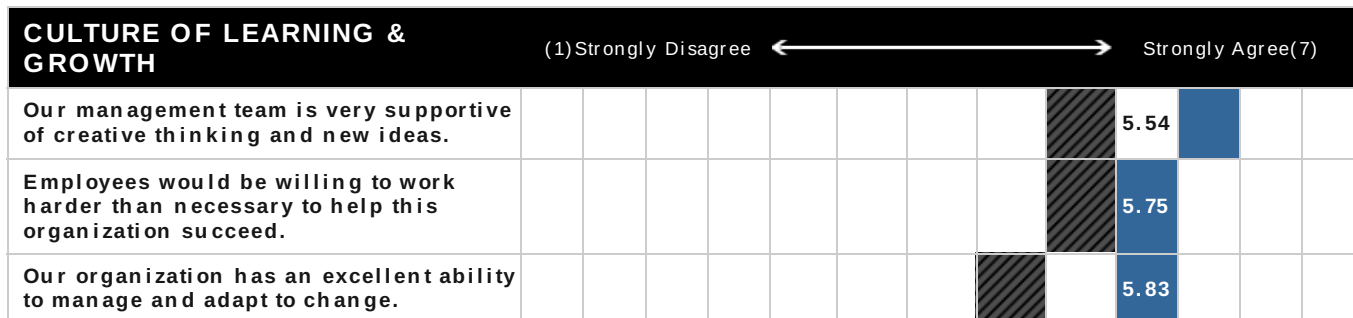 CULTURE OF LEARNING &
GROWTH
(1)Strongly Disagree
Strongly Agree(7)
Our management team is very supportive
of creative thinking and new ideas.
5.54
Employees would be willing to work
harder than necessary to help this
organization succeed.
5.75
Our organization has an excellent ability
to manage and adapt to change.
5.83